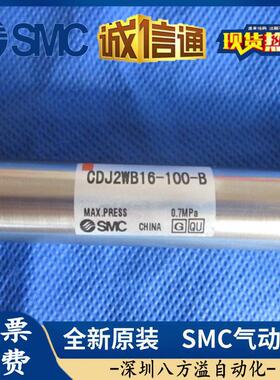 SMC
诚信通
现货
CDJ2WB16-100-B
MAX.PRESS 0.7MPa
SMC CHINA G QU
票 全新原装 SMC气动
费 -深圳八方溢自动化-